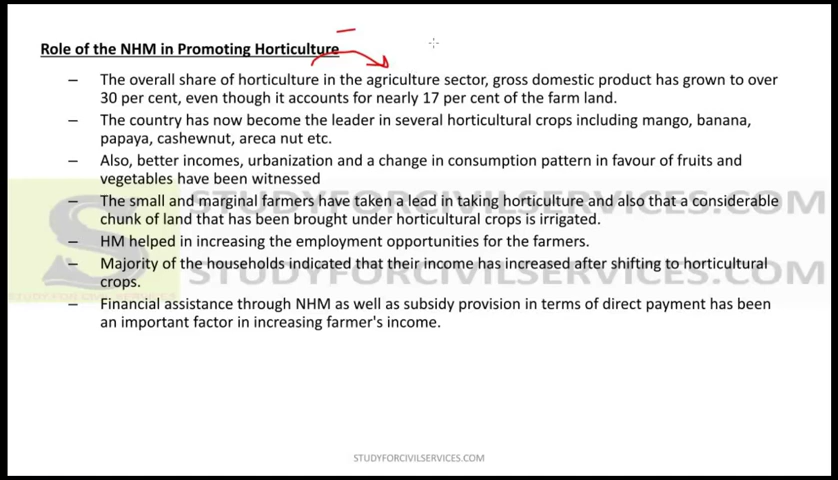 Role of the NHM in Promoting Horticulture
– The overall share of horticulture in the agriculture sector, gross domestic product has grown to over
30 per cent, even though it accounts for nearly 17 per cent of the farm land.
– The country has now become the leader in several horticultural crops including mango, banana,
papaya, cashewnut, areca nut etc.
– Also, better incomes, urbanization and a change in consumption pattern in favour of fruits and
vegetables have been witnessed
– The small and marginal farmers have taken a lead in taking horticulture and also that a considerable
chunk of land that has been brought under horticultural crops is irrigated.
– HM helped in increasing the employment opportunities for the farmers.
– Majority of the households indicated that their income has increased after shifting to horticultural
crops.
– Financial assistance through NHM as well as subsidy provision in terms of direct payment has been
an important factor in increasing farmer's income.
STUDYFORCIVILSERVICES.COM
STUDYFORCIVILSERVICES.COM
STUDYFORCIVILSERVICES.COM